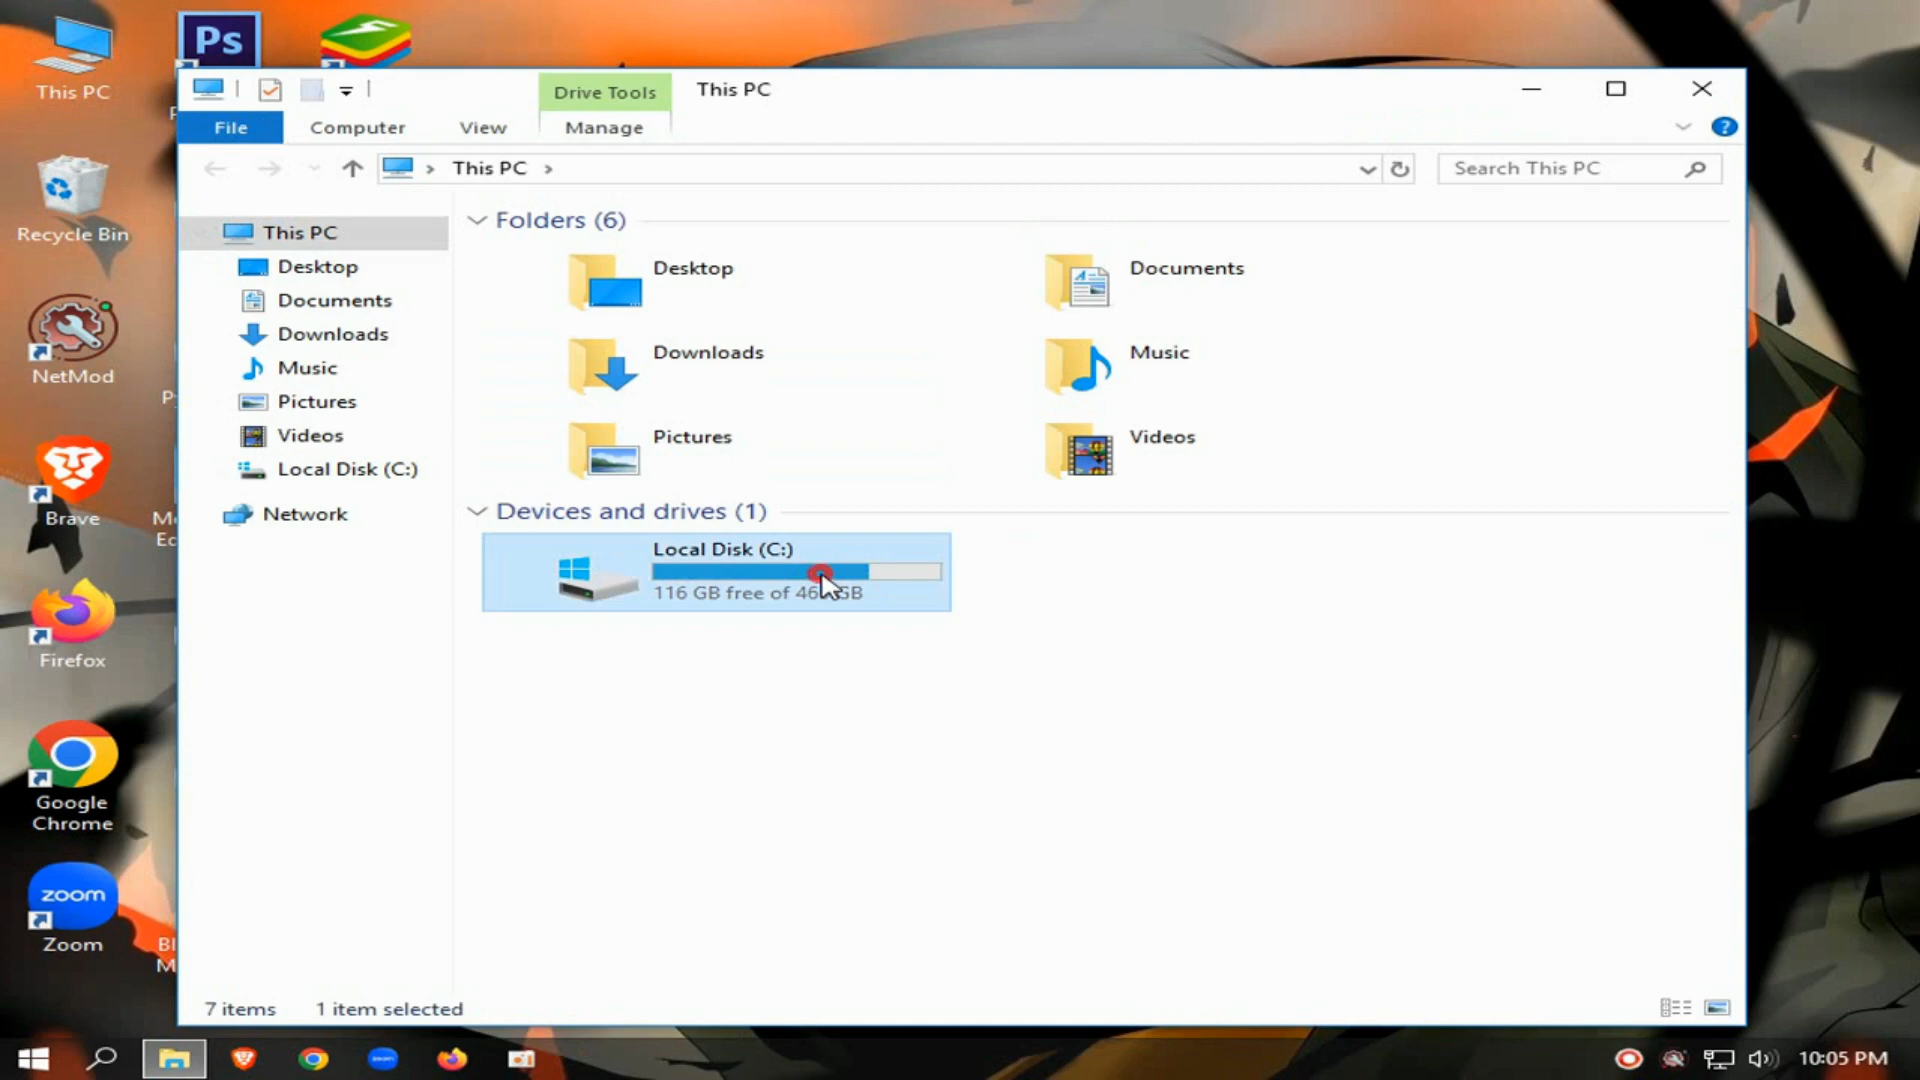 This PC
Recycle Bin
NetMod
Brave
Firefox
Google
Chrome
zoom
Zoom
Ps
Drive Tools
This PC
File
Computer
View
Manage
?
This PC
Search This PC
This PC
Desktop
Documents
Downloads
Music
Pictures
Videos
Local Disk (C:)
Network
Folders (6)
Desktop
Documents
Downloads
Music
Pictures
Videos
Devices and drives (1)
Local Disk (C:)
116 GB free of GB
7 items
1 item selected
zoom
10:05 PM